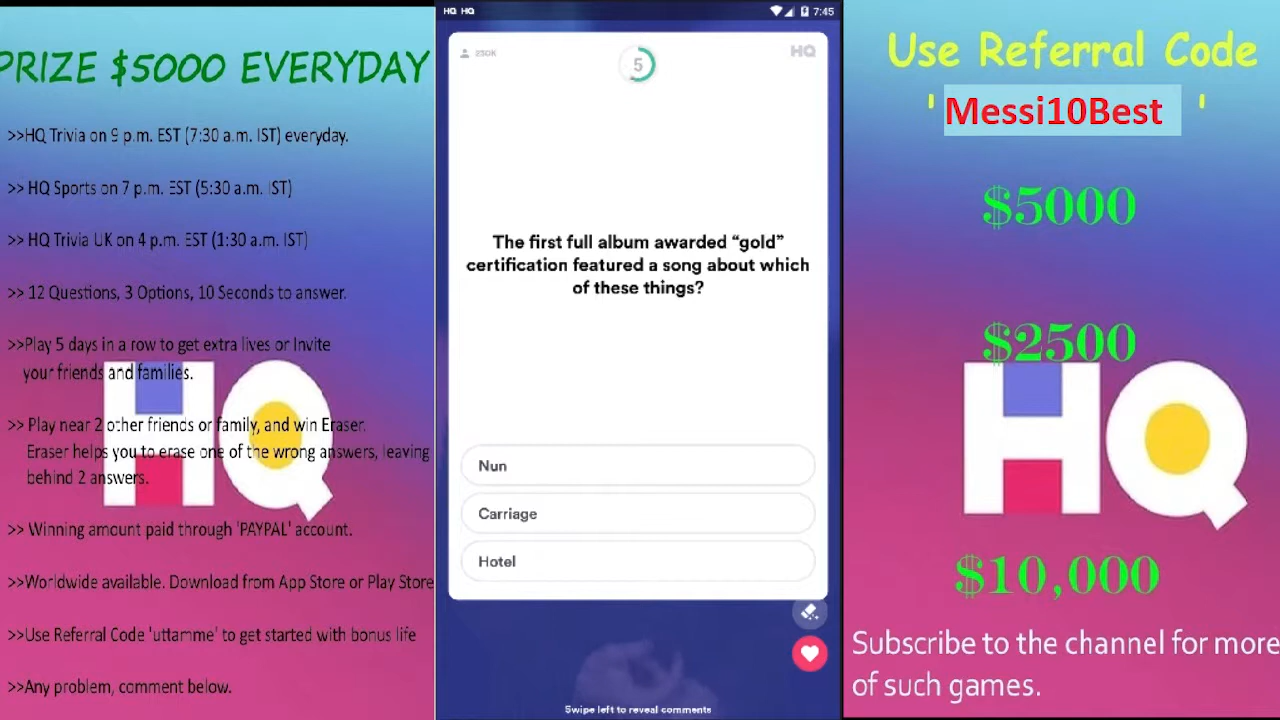 PRIZE $5000 EVERYDAY
>>HQ Trivia on 9 p.m. EST (7:30 a.m. IST) everyday.
>> HQ Sports on 7 p.m. EST (5:30 a.m. IST)
>> HQ Trivia UK on 4 p.m. EST (1:30 a.m. IST)
>> 12 Questions, 3 Options, 10 Seconds to answer.
>>Play 5 days in a row to get extra lives or Invite
your friends and families.
>> Play near 2 other friends or family, and win Eraser.
Eraser helps you to erase one of the wrong answers, leaving
behind 2 answers.
>> Winning amount paid through 'PAYPAL' account.
>>Worldwide available. Download from App Store or Play Store
>>Use Referral Code 'uttamme' to get started with bonus life
>>Any problem, comment below.
HQ
HQ HQ
7:45
250K
5
HQ
The first full album awarded “gold”
certification featured a song about which
of these things?
Nun
Carriage
Hotel
Swipe left to reveal comments
Use Referral Code
' Messi10Best '
$5000
$2500
HQ
$10,000
Subscribe to the channel for more
of such games.